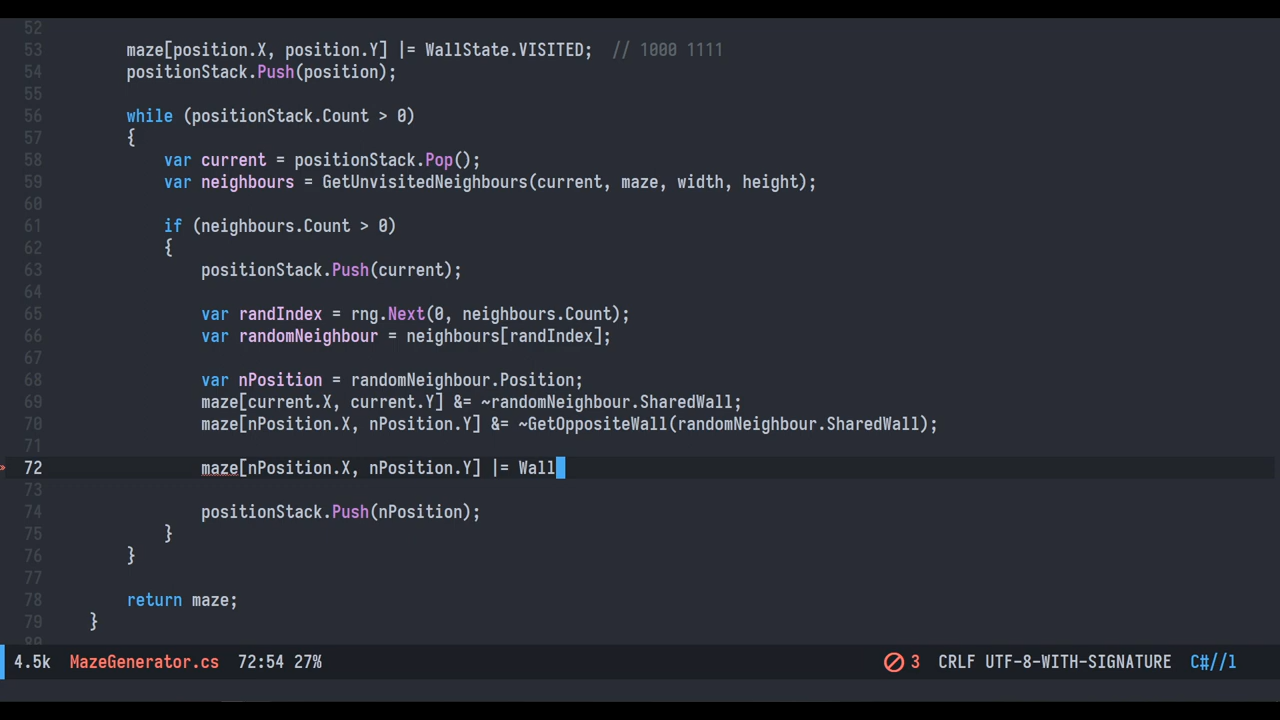 52
53 maze[position.X, position.Y] |= WallState.VISITED;  // 1000 1111
54 positionStack.Push(position);
55
56 while (positionStack.Count > 0)
57 {
58 var current = positionStack.Pop();
59 var neighbours = GetUnvisitedNeighbours(current, maze, width, height);
60
61 if (neighbours.Count > 0)
62 {
63 positionStack.Push(current);
64
65 var randIndex = rng.Next(0, neighbours.Count);
66 var randomNeighbour = neighbours[randIndex];
67
68 var nPosition = randomNeighbour.Position;
69 maze[current.X, current.Y] &= ~randomNeighbour.SharedWall;
70 maze[nPosition.X, nPosition.Y] &= ~GetOppositeWall(randomNeighbour.SharedWall);
71
» 72 maze[nPosition.X, nPosition.Y] |= Wall
73
74 positionStack.Push(nPosition);
75 }
76 }
77
78 return maze;
79 }
80
4.5k MazeGenerator.cs 72:54 27% 3 CRLF UTF-8-WITH-SIGNATURE C#//l